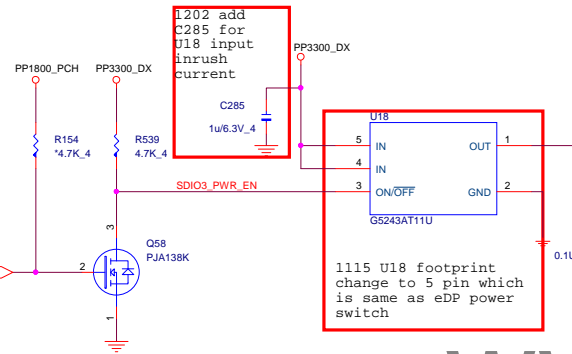 1202 add
C285 for
U18 input
inrush
current
PP1800_PCH
PP3300_DX
PP3300_DX
C285
1u/6.3V_4
R154
*4.7K_4
R539
4.7K_4
U18
5
IN
OUT
1
4
IN
SDIO3_PWR_EN
3
ON/OFF
GND
2
G5243AT11U
3
Q58
PJA138K
2
1
0.1U
1115 U18 footprint
change to 5 pin which
is same as eDP power
switch